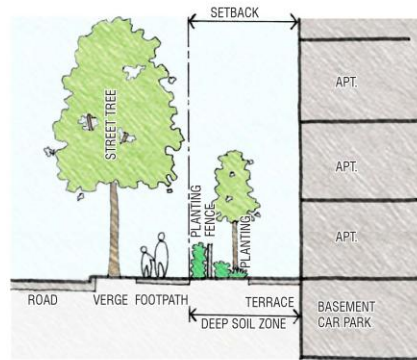 SETBACK
APT.
STREET TREE
APT.
PLANTING
FENCE
PLANTING
APT.
ROAD
VERGE
FOOTPATH
TERRACE
BASEMENT
CAR PARK
DEEP SOIL ZONE